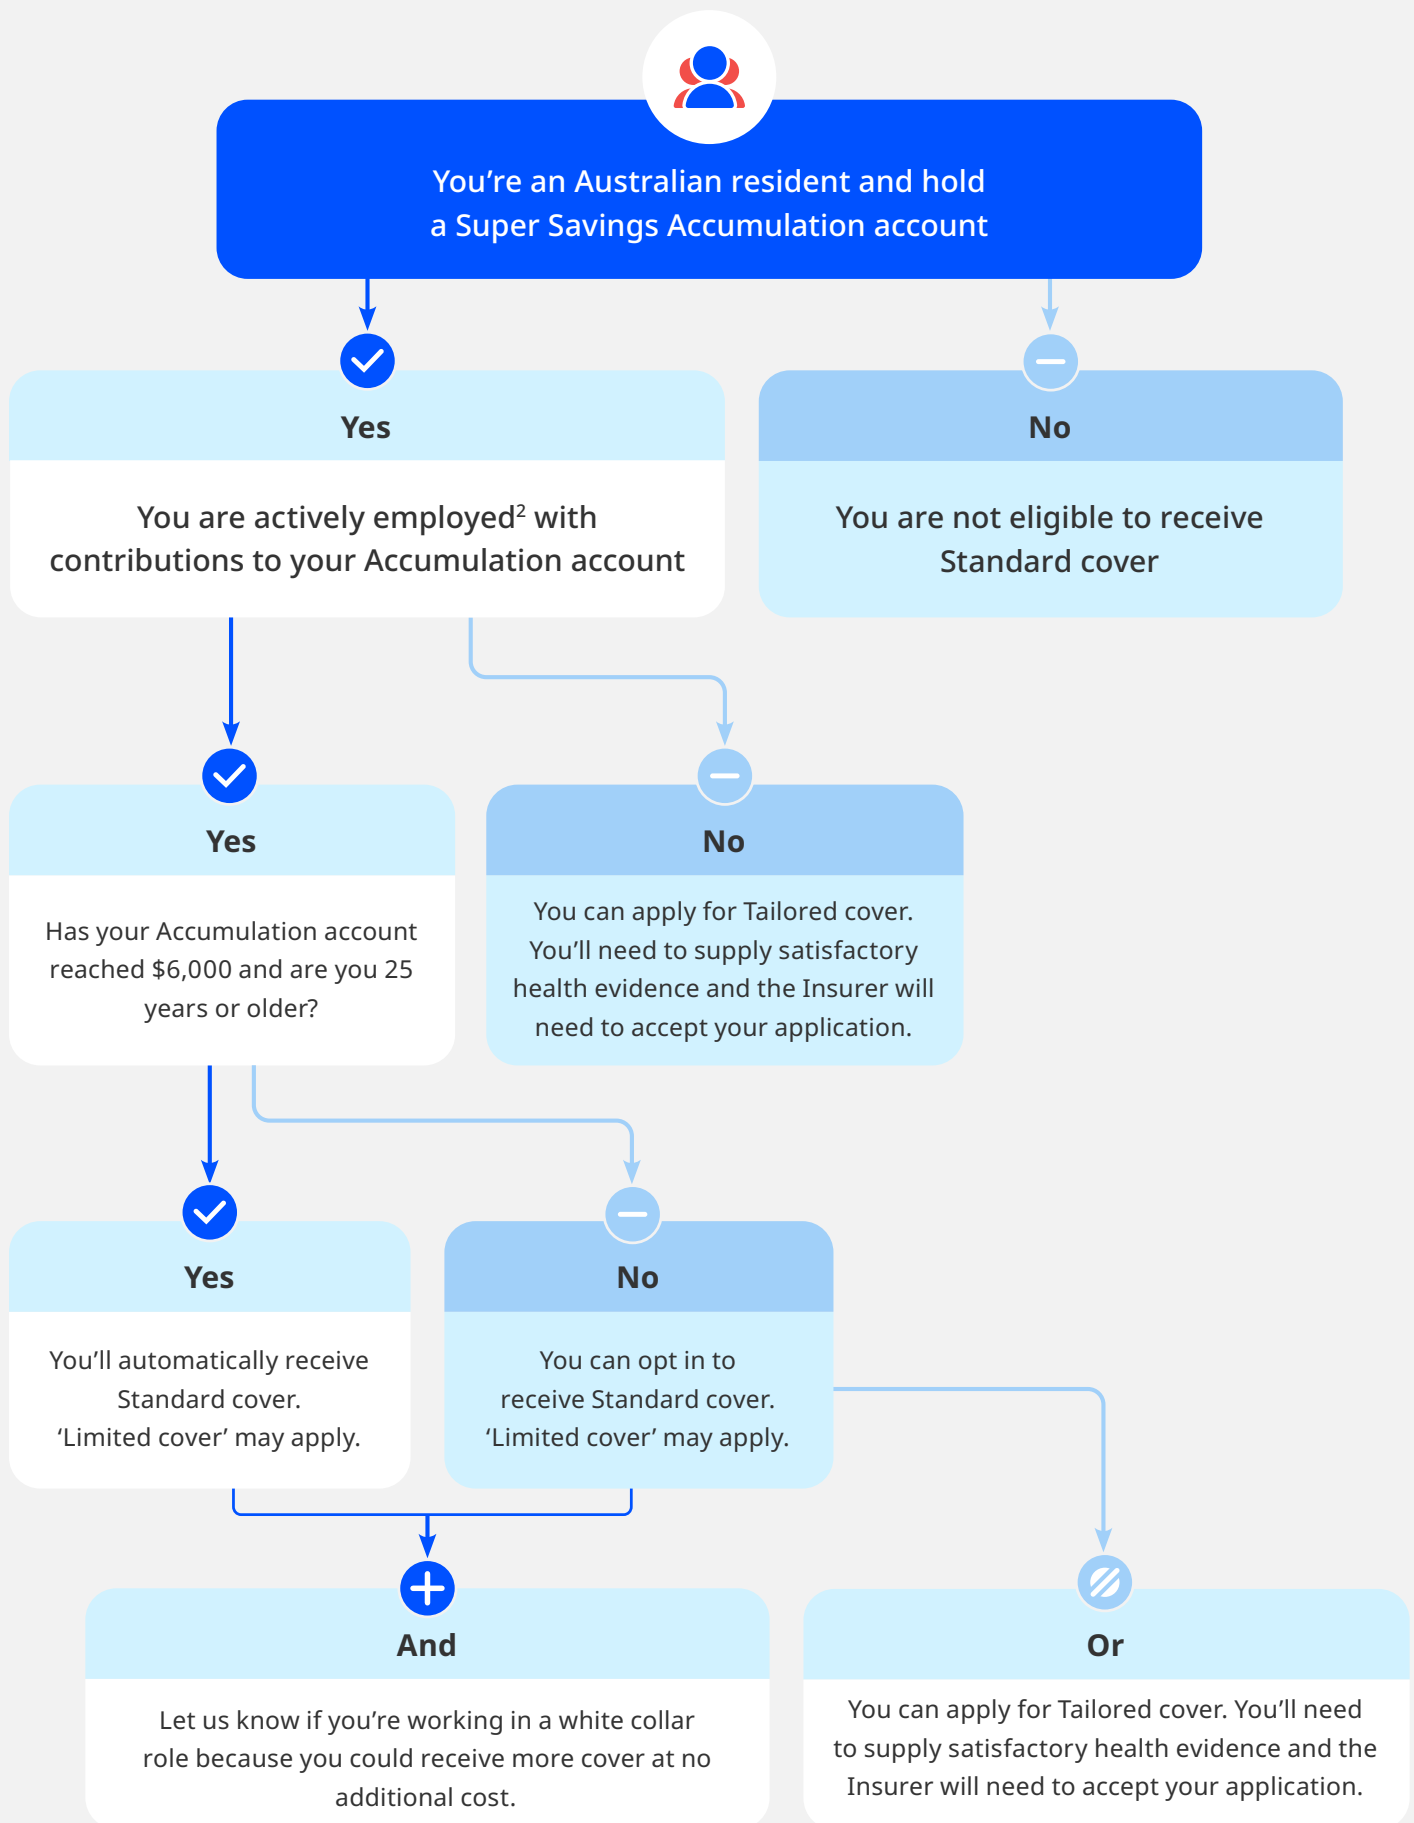 You’re an Australian resident and hold
a Super Savings Accumulation account
Yes
You are actively employed² with
contributions to your Accumulation account
No
You are not eligible to receive
Standard cover
Yes
Has your Accumulation account
reached $6,000 and are you 25
years or older?
No
You can apply for Tailored cover.
You’ll need to supply satisfactory
health evidence and the Insurer will
need to accept your application.
Yes
You’ll automatically receive
Standard cover.
‘Limited cover’ may apply.
No
You can opt in to
receive Standard cover.
‘Limited cover’ may apply.
And
Let us know if you’re working in a white collar
role because you could receive more cover at no
additional cost.
Or
You can apply for Tailored cover. You’ll need
to supply satisfactory health evidence and the
Insurer will need to accept your application.